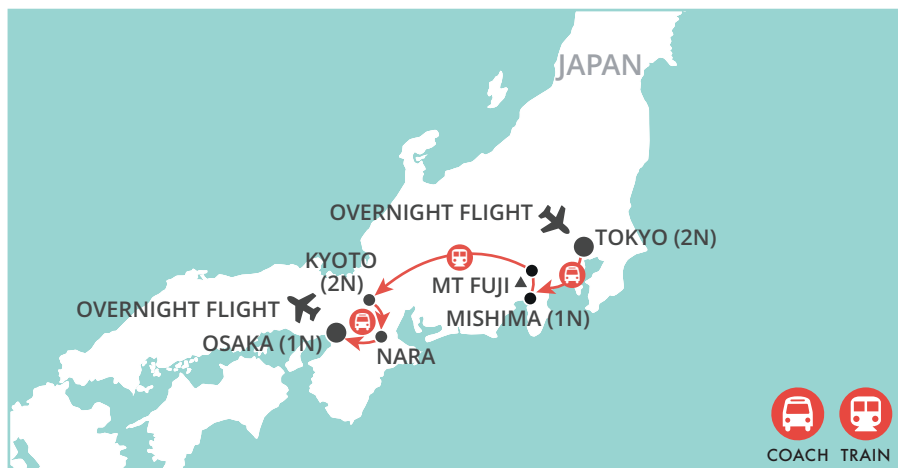 JAPAN
OVERNIGHT FLIGHT
TOKYO (2N)
KYOTO
(2N)
MT FUJI
OVERNIGHT FLIGHT
MISHIMA (1N)
OSAKA (1N)
NARA
COACH TRAIN